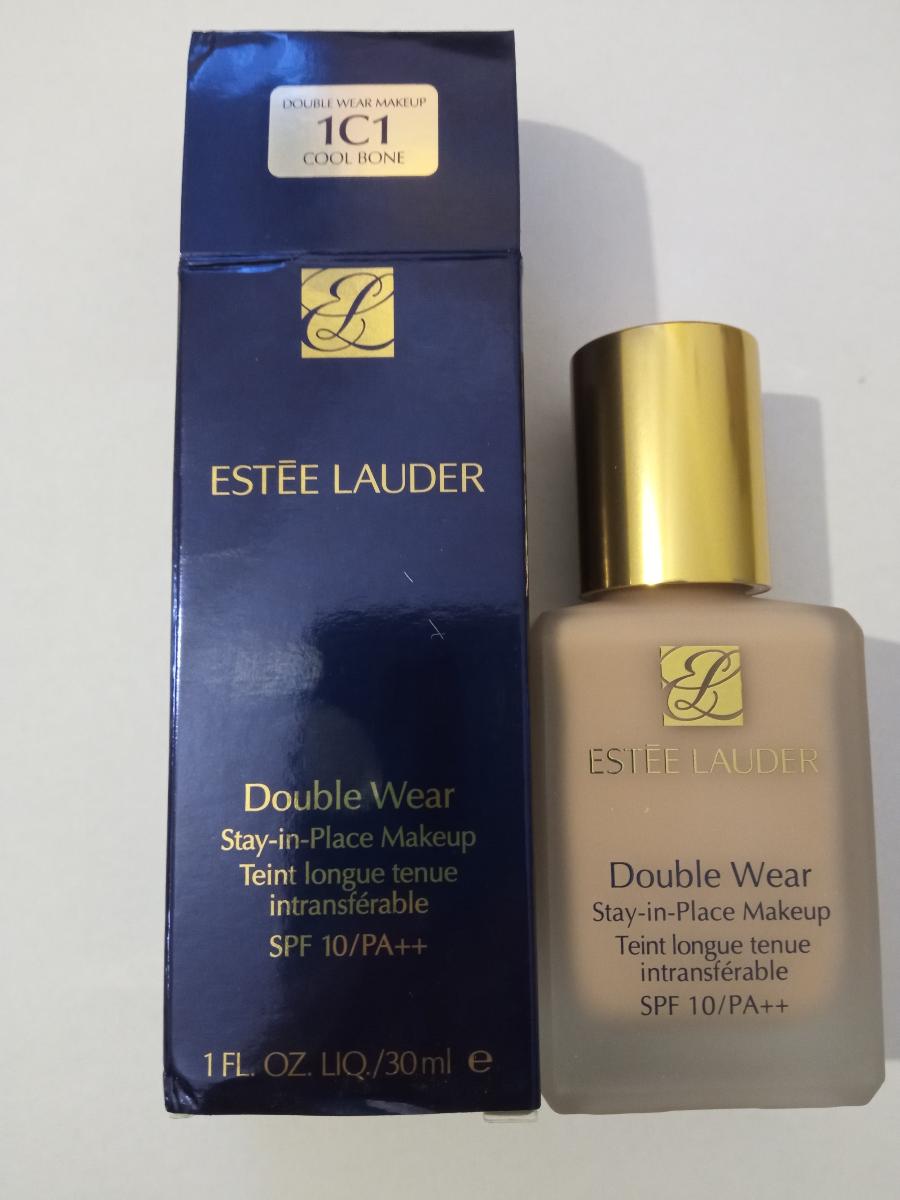 DOUBLE WEAR MAKEUP
1C1
COOL BONE
ESTĒE LAUDER
Double Wear
Stay-in-Place Makeup
Teint longue tenue
intransférable
SPF 10/PA++
1 FL. OZ. LIQ./30 ml ℮
ESTĒE LAUDER
Double Wear
Stay-in-Place Makeup
Teint longue tenue
intransférable
SPF 10/PA++